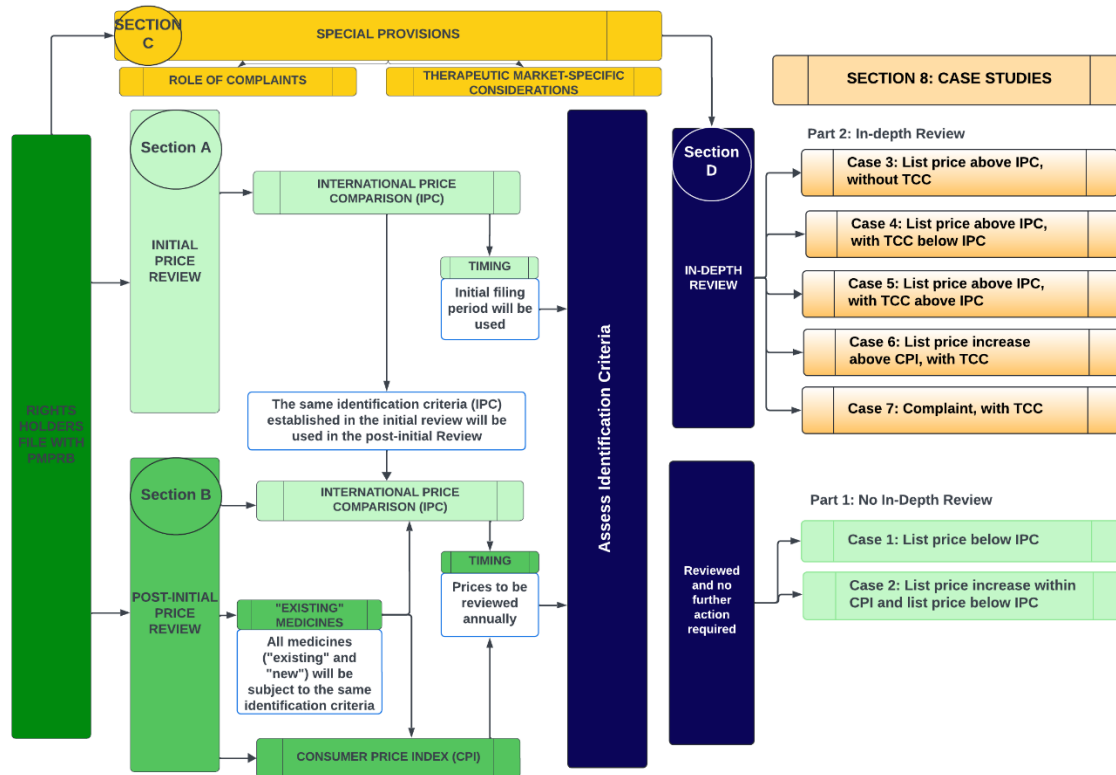 SECTION
C
SPECIAL PROVISIONS
ROLE OF COMPLAINTS
THERAPEUTIC MARKET-SPECIFIC
CONSIDERATIONS
RIGHTS
HOLDERS
FILE WITH
PMPRB
Section A
INITIAL
PRICE
REVIEW
INTERNATIONAL PRICE
COMPARISON (IPC)
TIMING
Initial filing
period will be
used
The same identification criteria (IPC)
established in the initial review will be
used in the post-initial Review
Section B
POST-INITIAL
PRICE
REVIEW
INTERNATIONAL PRICE
COMPARISON (IPC)
TIMING
Prices to be
reviewed
annually
"EXISTING"
MEDICINES
All medicines
("existing" and
"new") will be
subject to the same
identification criteria
CONSUMER PRICE INDEX (CPI)
Assess Identification Criteria
Section
D
IN-DEPTH
REVIEW
Reviewed
and no
further
action
required
SECTION 8: CASE STUDIES
Part 2: In-depth Review
Case 3: List price above IPC,
without TCC
Case 4: List price above IPC,
with TCC below IPC
Case 5: List price above IPC,
with TCC above IPC
Case 6: List price increase
above CPI, with TCC
Case 7: Complaint, with TCC
Part 1: No In-Depth Review
Case 1: List price below IPC
Case 2: List price increase within
CPI and list price below IPC